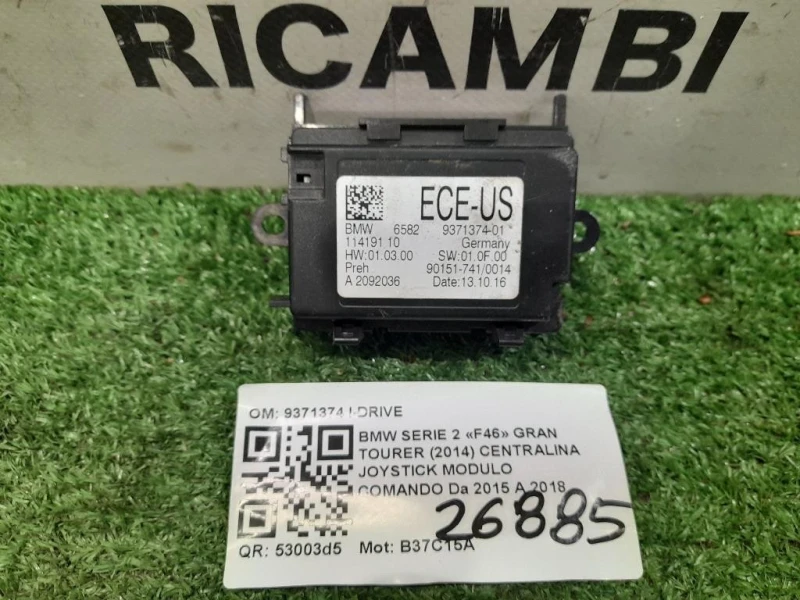 RICAMBI
ECE-US
BMW 6582 9371374-01
114191 10 Germany
HW:01.03.00 SW:01.0F.00
Preh 90151-741/0014
A 2092036 Date:13.10.16
OM: 9371374 I-DRIVE
BMW SERIE 2 «F46» GRAN
TOURER (2014) CENTRALINA
JOYSTICK MODULO
COMANDO Da 2015 A 2018
26885
QR: 53003d5 Mot: B37C15A